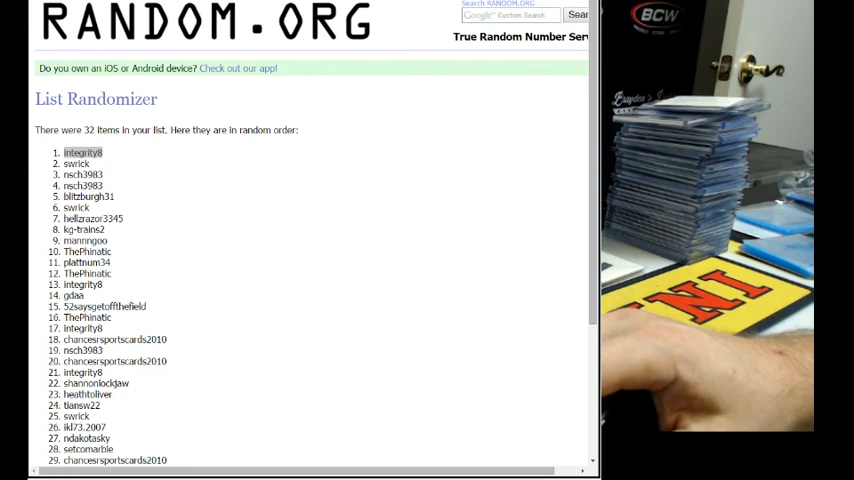 RANDOM.ORG
Search RANDOM.ORG
Google™ Custom Search
True Random Number
Do you own an iOS or Android device? Check out our app!
List Randomizer
There were 32 items in your list. Here they are in random order:
1. integrity8
2. swrick
3. nsch3983
4. nsch3983
5. blitzburgh31
6. swrick
7. hellzrazor3345
8. kg-trains2
9. mannngoo
10. ThePhinatic
11. plattnum34
12. ThePhinatic
13. integrity8
14. gdaa
15. 52saysgetoffthefield
16. ThePhinatic
17. integrity8
18. chancesrsportscards2010
19. nsch3983
20. chancesrsportscards2010
21. integrity8
22. shannonlockjaw
23. heathtoliver
24. tiansw22
25. swrick
26. ikl73.2007
27. ndakotasky
28. setcomarble
29. chancesrsportscards2010
BCW
INI